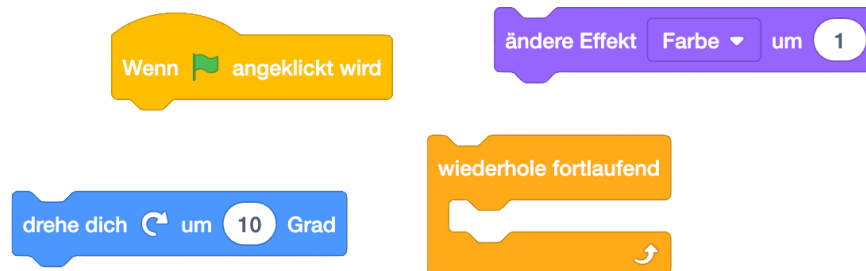 Wenn angeklickt wird
ändere Effekt Farbe um 1
wiederhole fortlaufend
drehe dich um 10 Grad